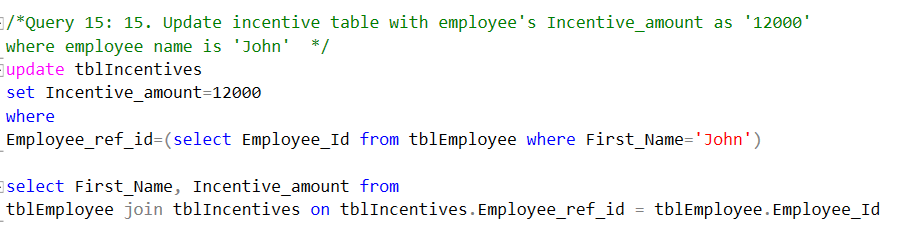 /*Query 15: 15. Update incentive table with employee's Incentive_amount as '12000'
where employee name is 'John'  */
update tblIncentives
set Incentive_amount=12000
where
Employee_ref_id=(select Employee_Id from tblEmployee where First_Name='John')
select First_Name, Incentive_amount from
tblEmployee join tblIncentives on tblIncentives.Employee_ref_id = tblEmployee.Employee_Id